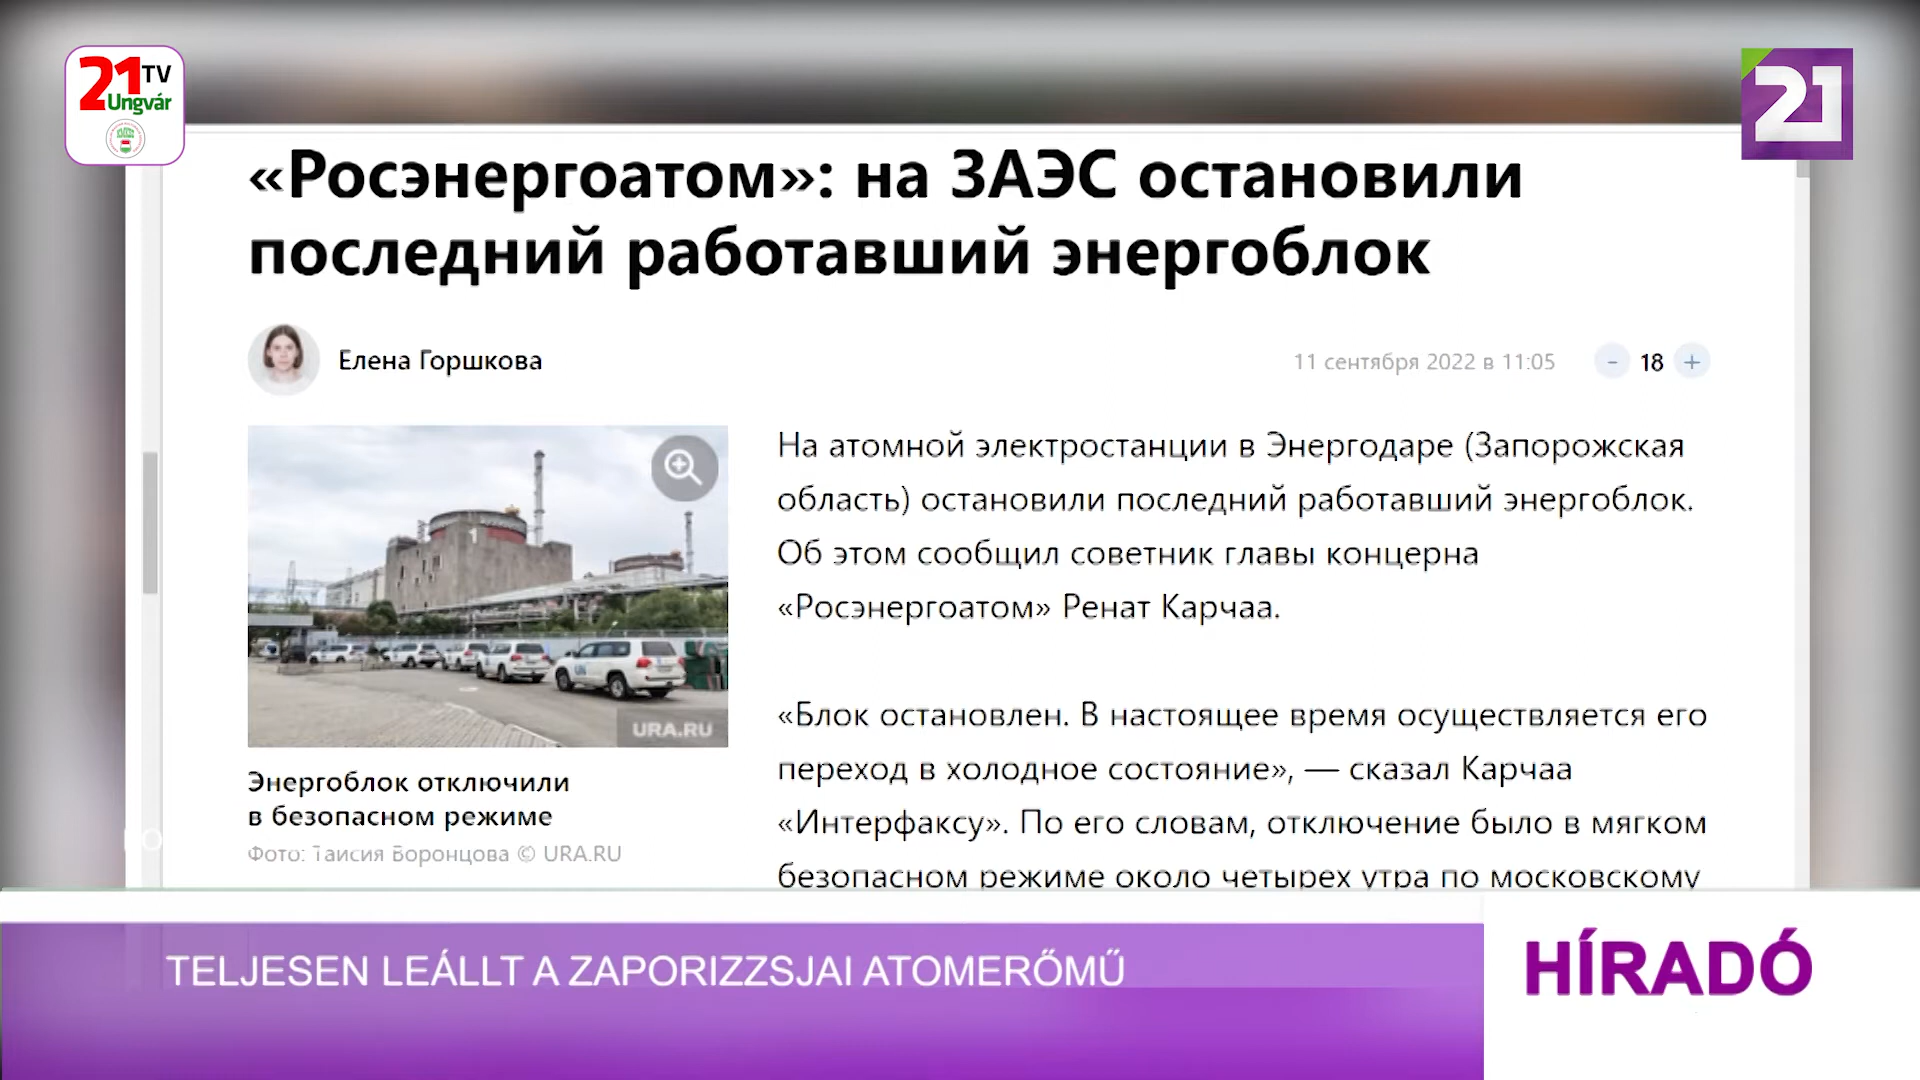 21 TV
Ungvár
21
«Росэнергоатом»: на ЗАЭС остановили
последний работавший энергоблок
Елена Горшкова
11 сентября 2022 в 11:05
- 18 +
URA.RU
Энергоблок отключили
в безопасном режиме
Фото: Таисия Воронцова © URA.RU
На атомной электростанции в Энергодаре (Запорожская
область) остановили последний работавший энергоблок.
Об этом сообщил советник главы концерна
«Росэнергоатом» Ренат Карчаа.
«Блок остановлен. В настоящее время осуществляется его
переход в холодное состояние», — сказал Карчаа
«Интерфаксу». По его словам, отключение было в мягком
безопасном режиме около четырех утра по московскому
TELJESEN LEÁLLT A ZAPORIZZSJAI ATOMERŐMŰ
HÍRADÓ